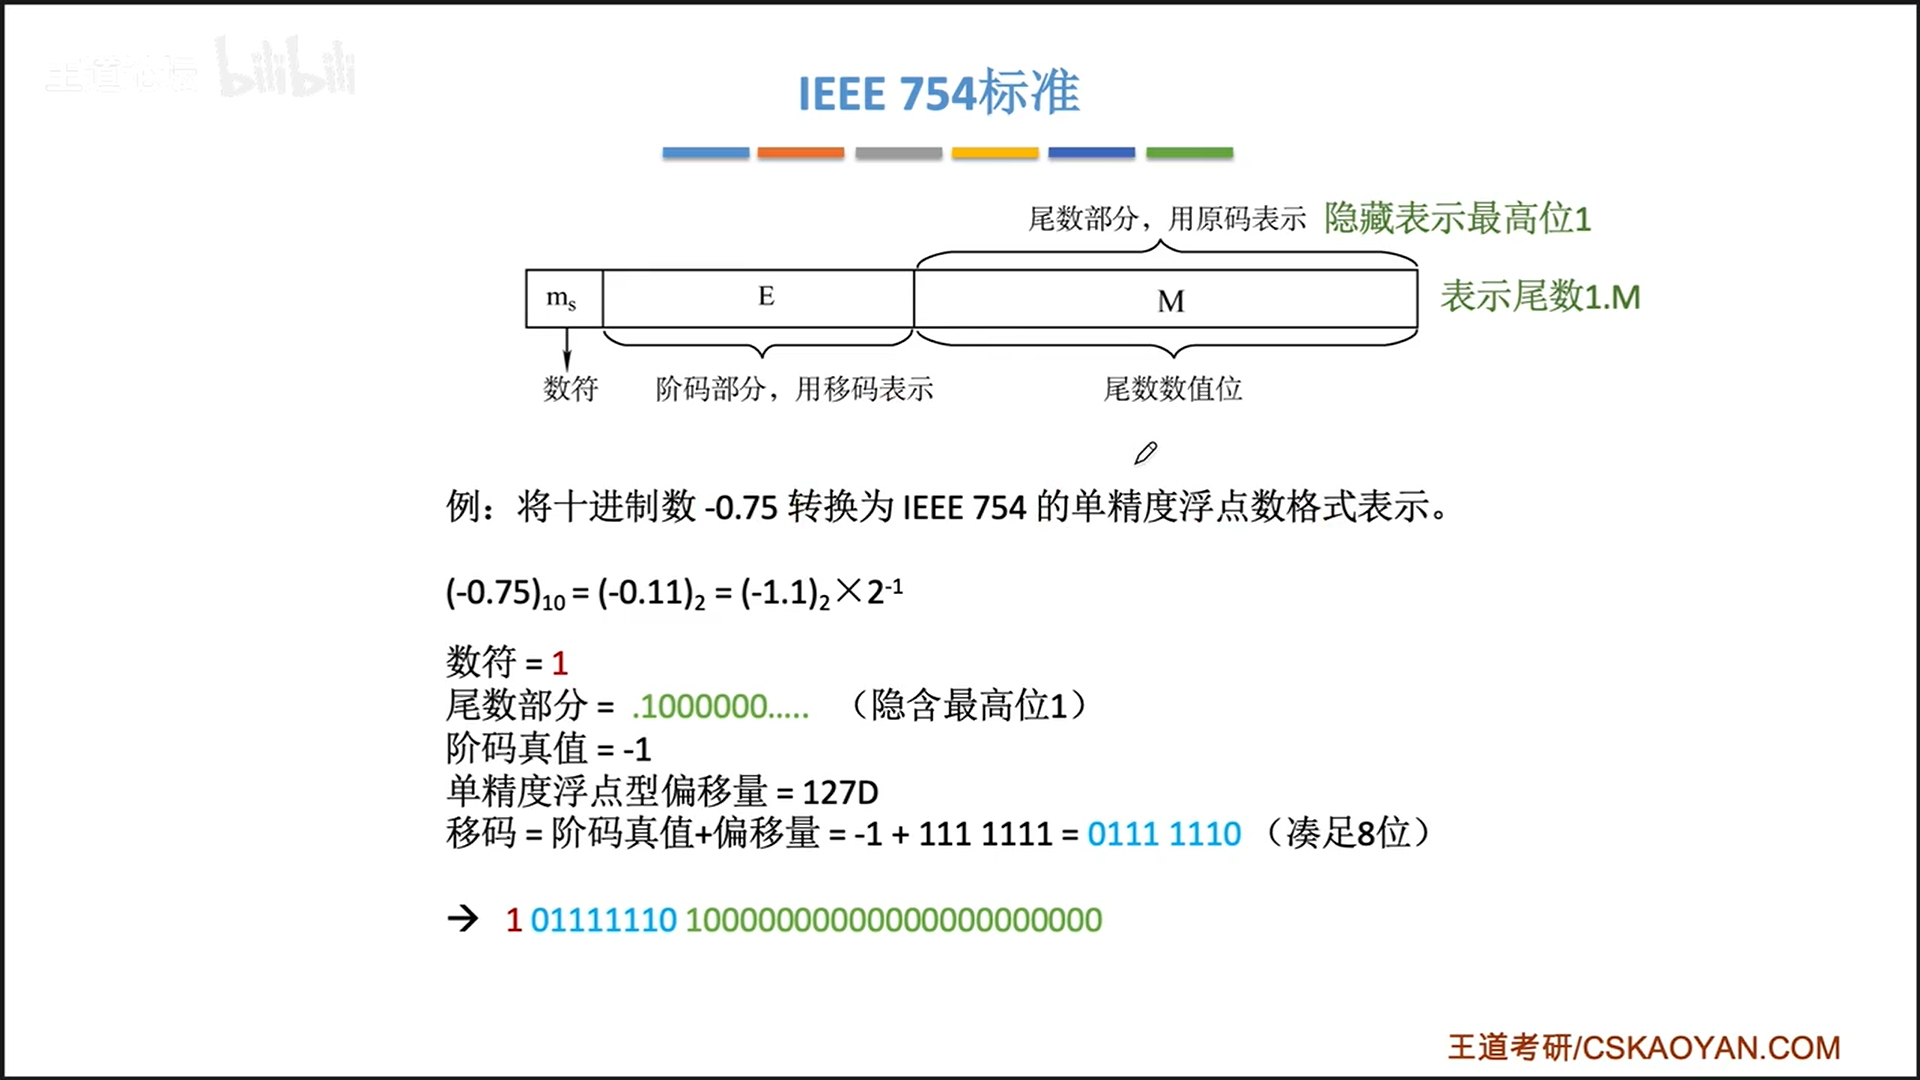 王道论坛 bilibili
IEEE 754标准
尾数部分，用原码表示 隐藏表示最高位1
mₛ E M 表示尾数1.M
数符 阶码部分，用移码表示 尾数数值位
例：将十进制数 -0.75 转换为 IEEE 754 的单精度浮点数格式表示。
(-0.75)₁₀ = (-0.11)₂ = (-1.1)₂×2⁻¹
数符 = 1
尾数部分 = .1000000..... （隐含最高位1）
阶码真值 = -1
单精度浮点型偏移量 = 127D
移码 = 阶码真值+偏移量 = -1 + 111 1111 = 0111 1110 （凑足8位）
→ 1 01111110 10000000000000000000000
王道考研/CSKAOYAN.COM